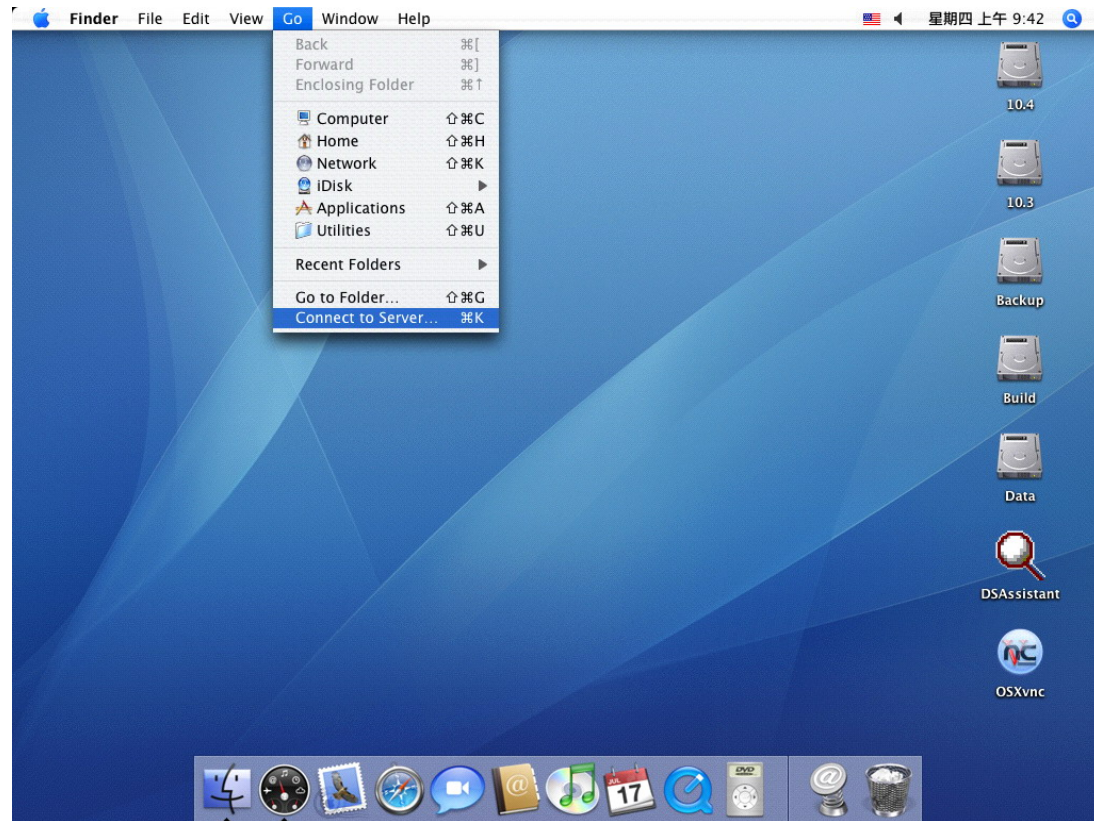 Finder File Edit View Go Window Help 星期四 上午 9:42
Back ⌘[
Forward ⌘]
Enclosing Folder ⌘↑
Computer ⇧⌘C
Home ⇧⌘H
Network ⇧⌘K
iDisk ▶
Applications ⇧⌘A
Utilities ⇧⌘U
Recent Folders ▶
Go to Folder... ⇧⌘G
Connect to Server... ⌘K
10.4
10.3
Backup
Build
Data
DSAssistant
OSXvnc
JUL
17
DVD